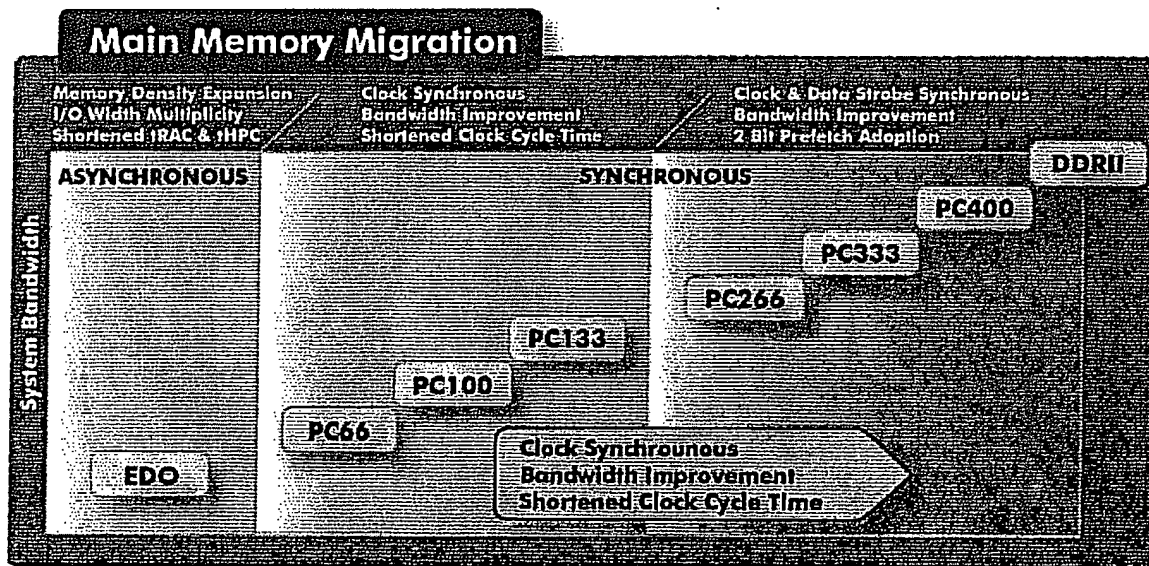 Main Memory Migration
Memory Density Expansion
I/O Width Multiplicity
Shortened tRAC & tHPC
Clock Synchronous
Bandwidth Improvement
Shortened Clock Cycle Time
Clock & Data Strobe Synchronous
Bandwidth Improvement
2 Bit Prefetch Adoption
ASYNCHRONOUS
SYNCHRONOUS
DDRII
PC400
PC333
PC266
PC133
PC100
PC66
EDO
System Bandwidth
Clock Synchrounous
Bandwidth Improvement
Shortened Clock Cycle Time